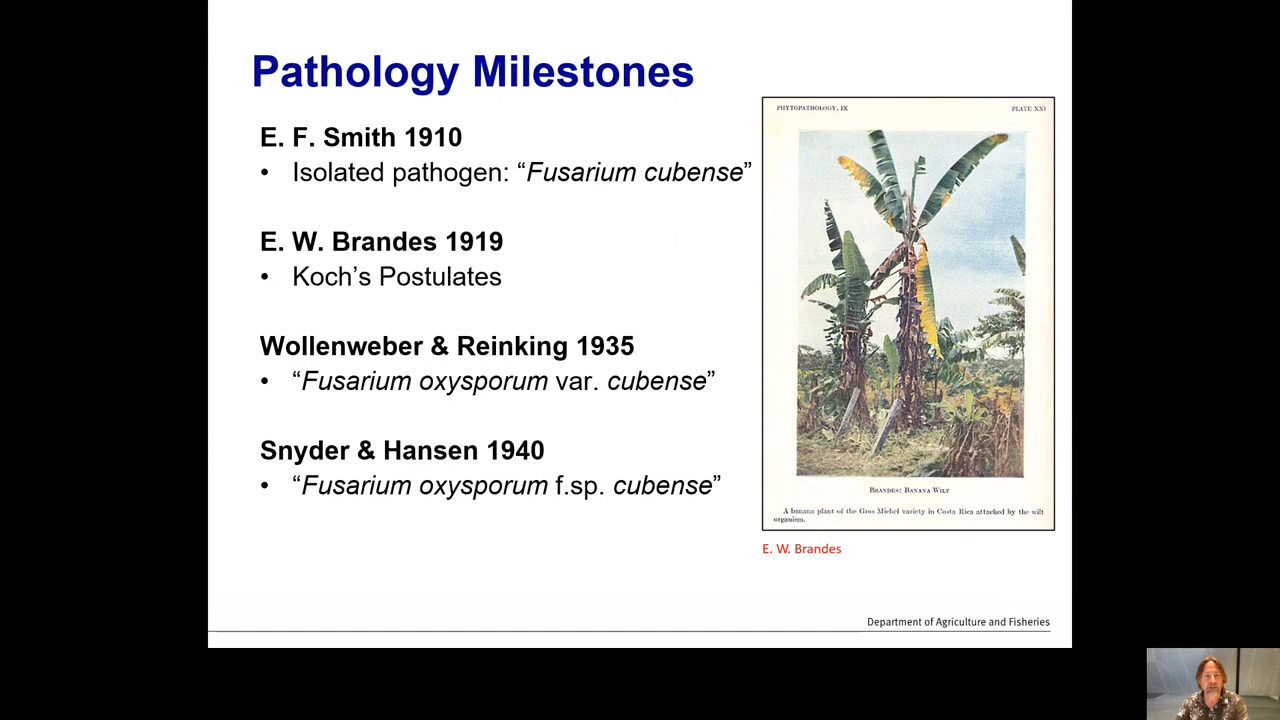 Pathology Milestones
E. F. Smith 1910
• Isolated pathogen: “Fusarium cubense”
E. W. Brandes 1919
• Koch’s Postulates
Wollenweber & Reinking 1935
• “Fusarium oxysporum var. cubense”
Snyder & Hansen 1940
• “Fusarium oxysporum f.sp. cubense”
PHYTOPATHOLOGY, IX PLATE XXI
BRANDES: BANANA WILT
A banana plant of the Gros Michel variety in Costa Rica attacked by the wilt
organism.
E. W. Brandes
Department of Agriculture and Fisheries